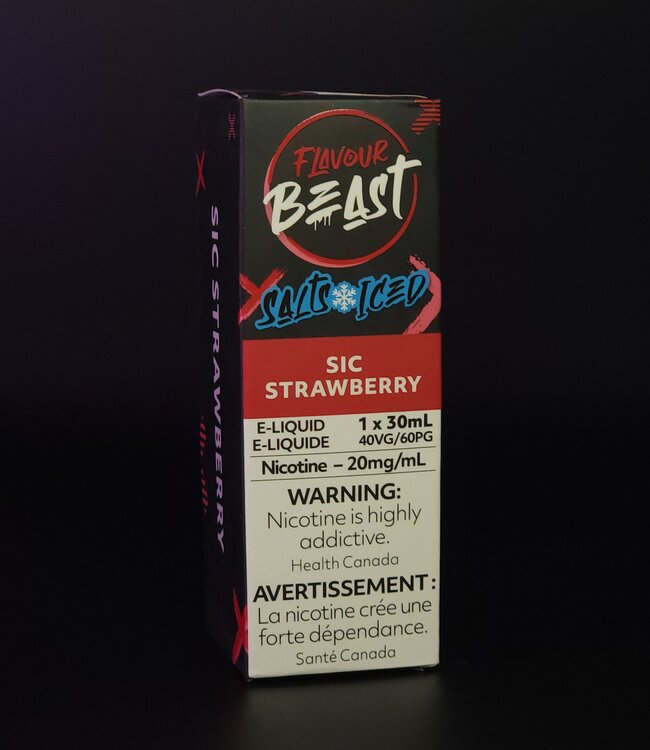 FLAVOUR
BEAST
SALTS ICED
SIC
STRAWBERRY
E-LIQUID 1 x 30mL
E-LIQUIDE 40VG/60PG
Nicotine – 20mg/mL
WARNING:
Nicotine is highly
addictive.
Health Canada
AVERTISSEMENT :
La nicotine crée une
forte dépendance.
Santé Canada
SIC STRAWBERRY